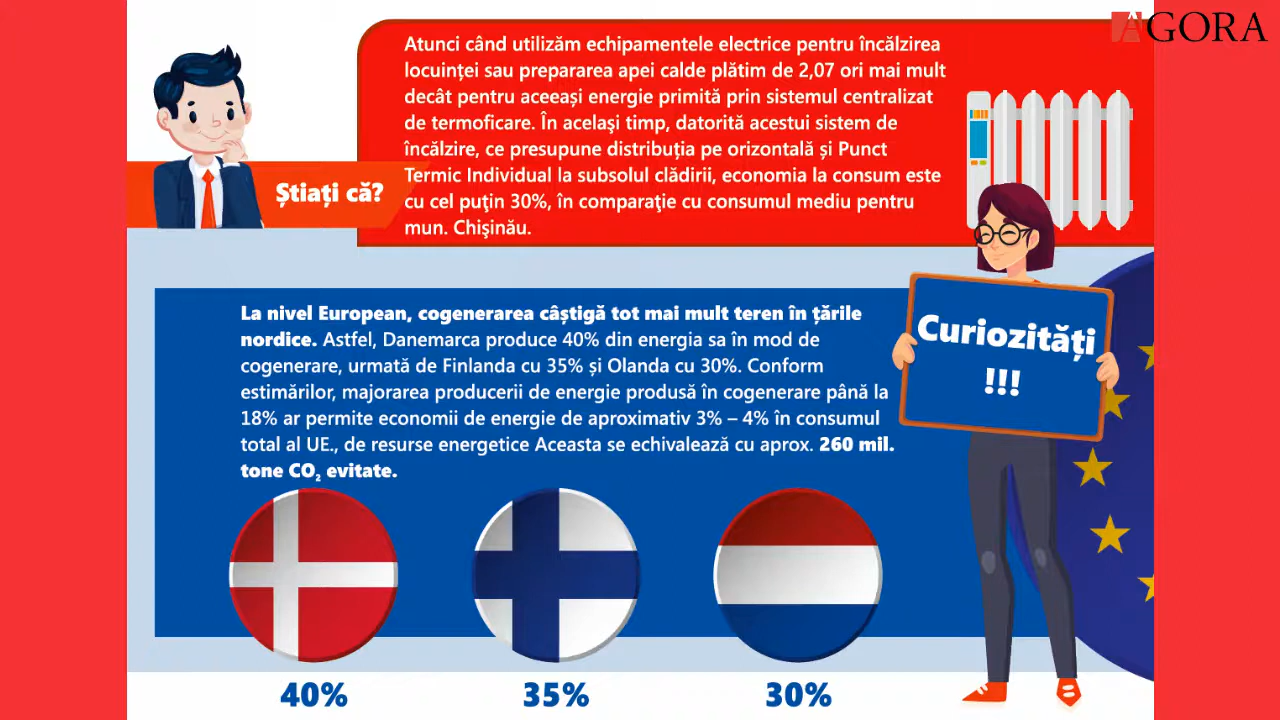 AGORA
Atunci când utilizăm echipamentele electrice pentru încălzirea
locuinței sau prepararea apei calde plătim de 2,07 ori mai mult
decât pentru aceeași energie primită prin sistemul centralizat
de termoficare. În același timp, datorită acestui sistem de
încălzire, ce presupune distribuția pe orizontală și Punct
Termic Individual la subsolul clădirii, economia la consum este
cu cel puţin 30%, în comparaţie cu consumul mediu pentru
mun. Chişinău.
Știați că?
La nivel European, cogenerarea câștigă tot mai mult teren în țările
nordice. Astfel, Danemarca produce 40% din energia sa în mod de
cogenerare, urmată de Finlanda cu 35% și Olanda cu 30%. Conform
estimărilor, majorarea producerii de energie produsă în cogenerare până la
18% ar permite economii de energie de aproximativ 3% – 4% în consumul
total al UE., de resurse energetice Aceasta se echivalează cu aprox. 260 mil.
tone CO₂ evitate.
Curiozități
!!!
40%
35%
30%